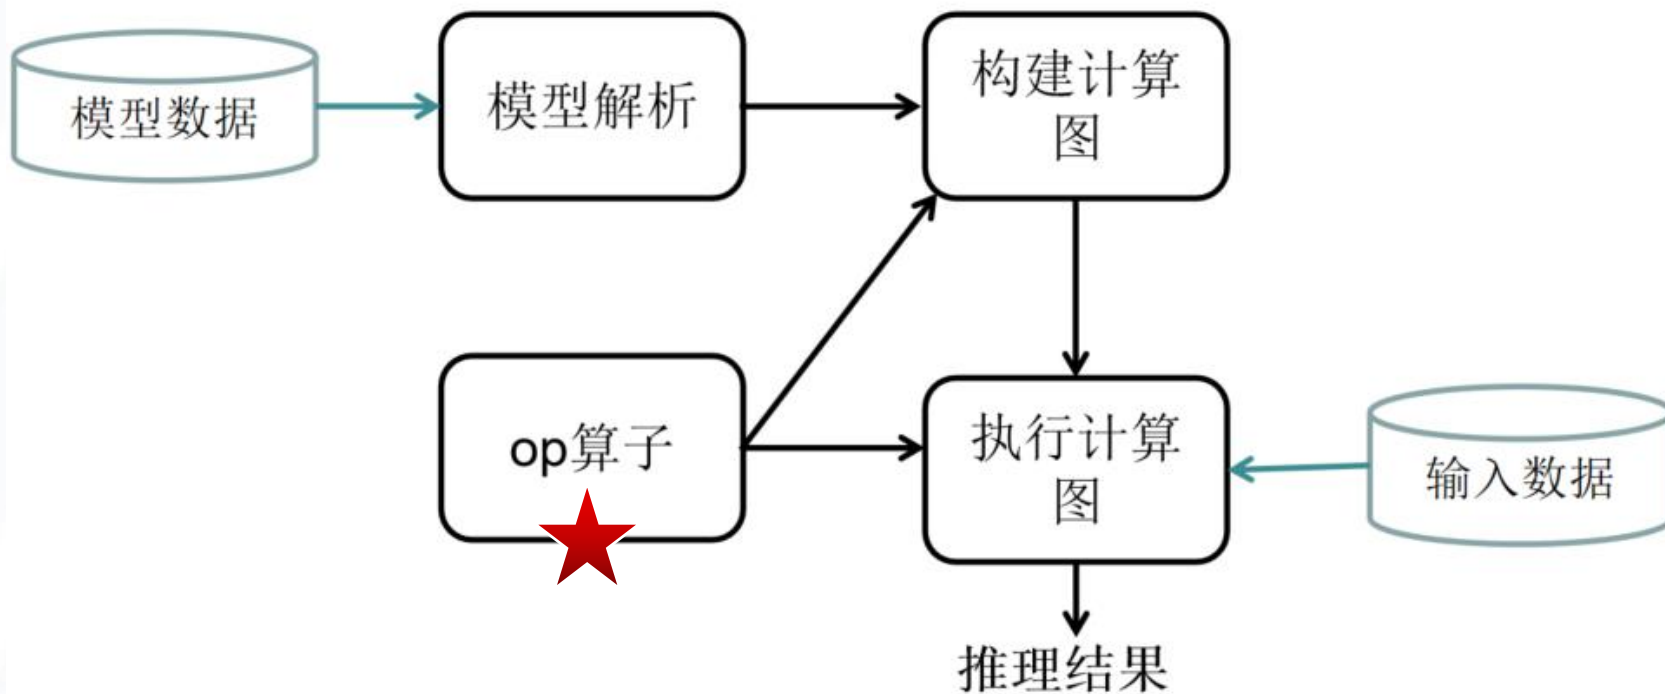 模型数据
模型解析
构建计算
图
op算子
执行计算
图
输入数据
推理结果